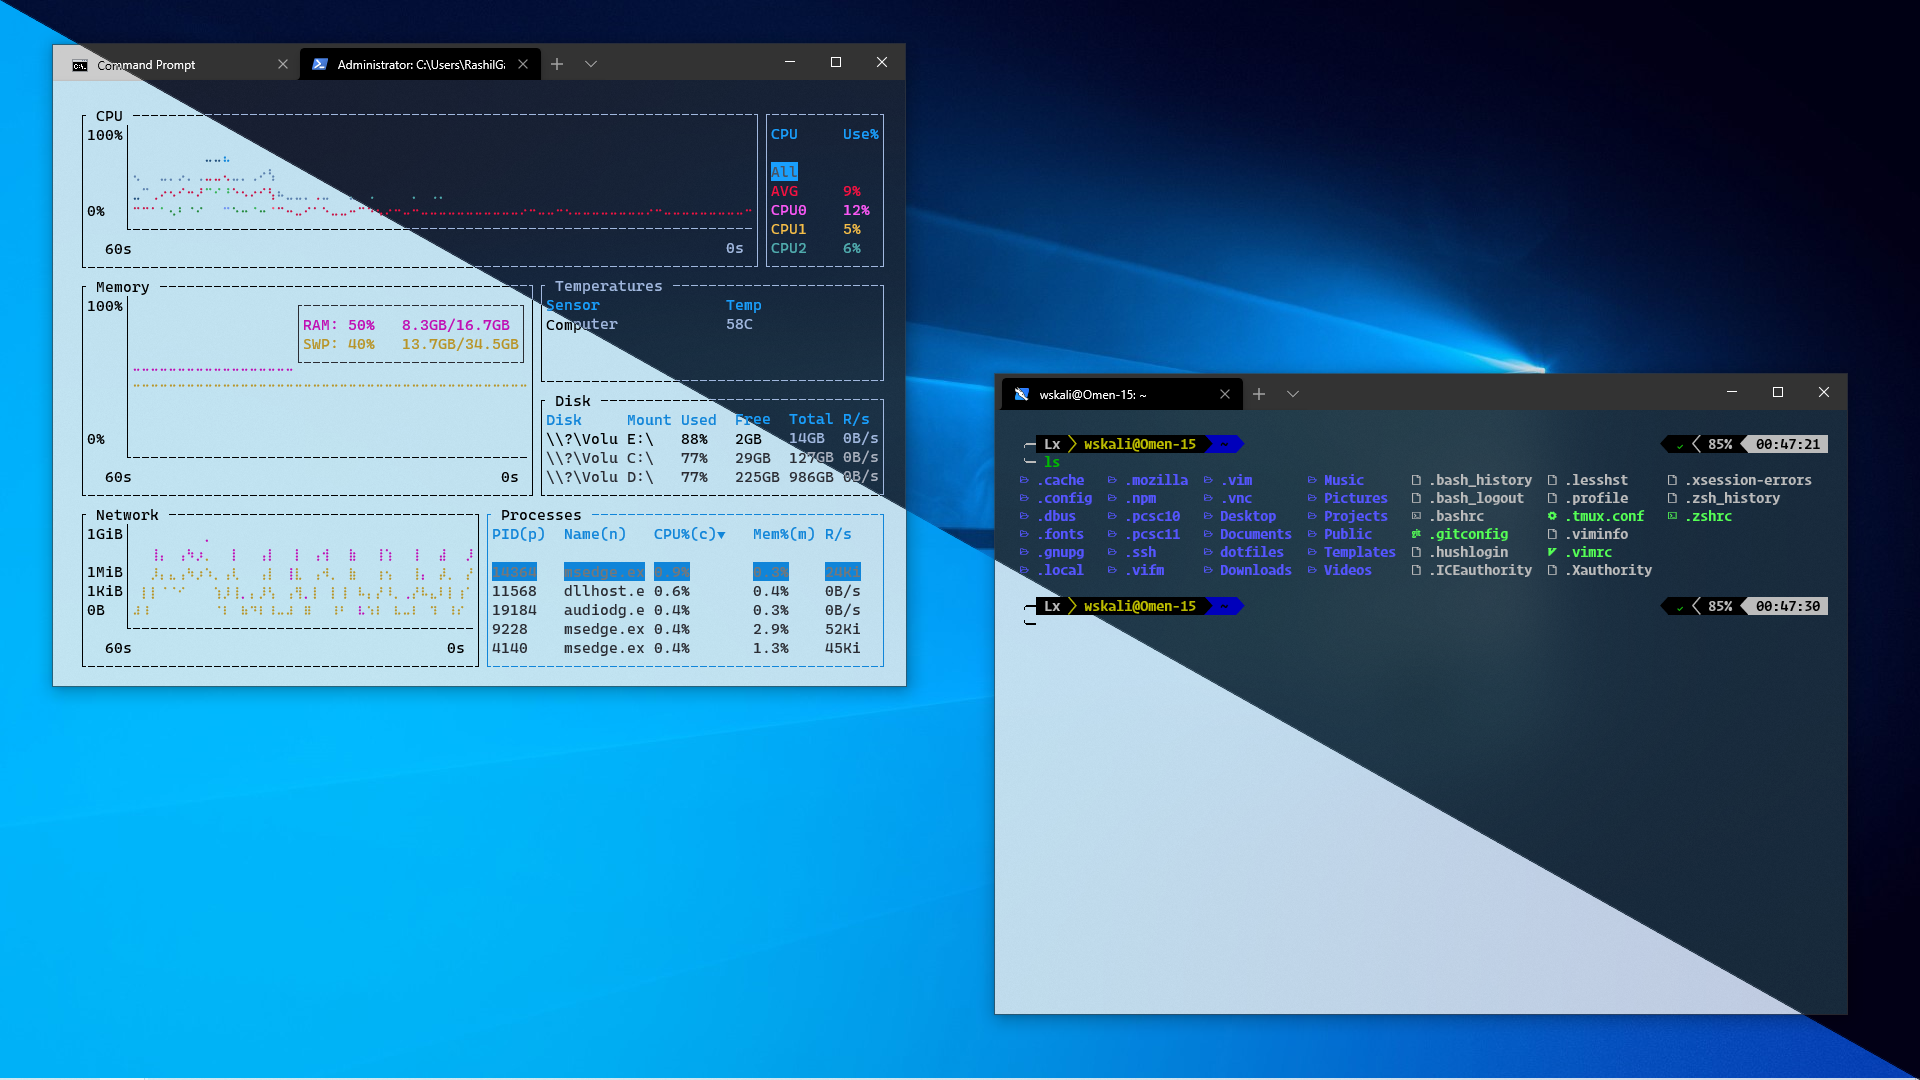 Command Prompt
Administrator: C:\Users\RashilGa
CPU
100%
0%
60s 0s
CPU Use%
All
AVG 9%
CPU0 12%
CPU1 5%
CPU2 6%
Memory
100%
RAM: 50% 8.3GB/16.7GB
SWP: 40% 13.7GB/34.5GB
0%
60s 0s
Temperatures
Sensor Temp
Computer 58C
Disk
Disk Mount Used Free Total R/s
\\?\Volu E:\ 88% 2GB 14GB 0B/s
\\?\Volu C:\ 77% 29GB 127GB 0B/s
\\?\Volu D:\ 77% 225GB 986GB 0B/s
Network
1GiB
1MiB
1KiB
0B
60s 0s
Processes
PID(p) Name(n) CPU%(c)▼ Mem%(m) R/s
14364 msedge.ex 0.9% 0.3% 24Ki
11568 dllhost.e 0.6% 0.4% 0B/s
19184 audiodg.e 0.4% 0.3% 0B/s
9228 msedge.ex 0.4% 2.9% 52Ki
4140 msedge.ex 0.4% 1.3% 45Ki
wskali@Omen-15: ~
Lx wskali@Omen-15 ~ ✓ 85% 00:47:21
ls
.cache .mozilla .vim Music .bash_history .lesshst .xsession-errors
.config .npm .vnc Pictures .bash_logout .profile .zsh_history
.dbus .pcsc10 Desktop Projects .bashrc .tmux.conf .zshrc
.fonts .pcsc11 Documents Public .gitconfig .viminfo
.gnupg .ssh dotfiles Templates .hushlogin .vimrc
.local .vifm Downloads Videos .ICEauthority .Xauthority
Lx wskali@Omen-15 ~ ✓ 85% 00:47:30